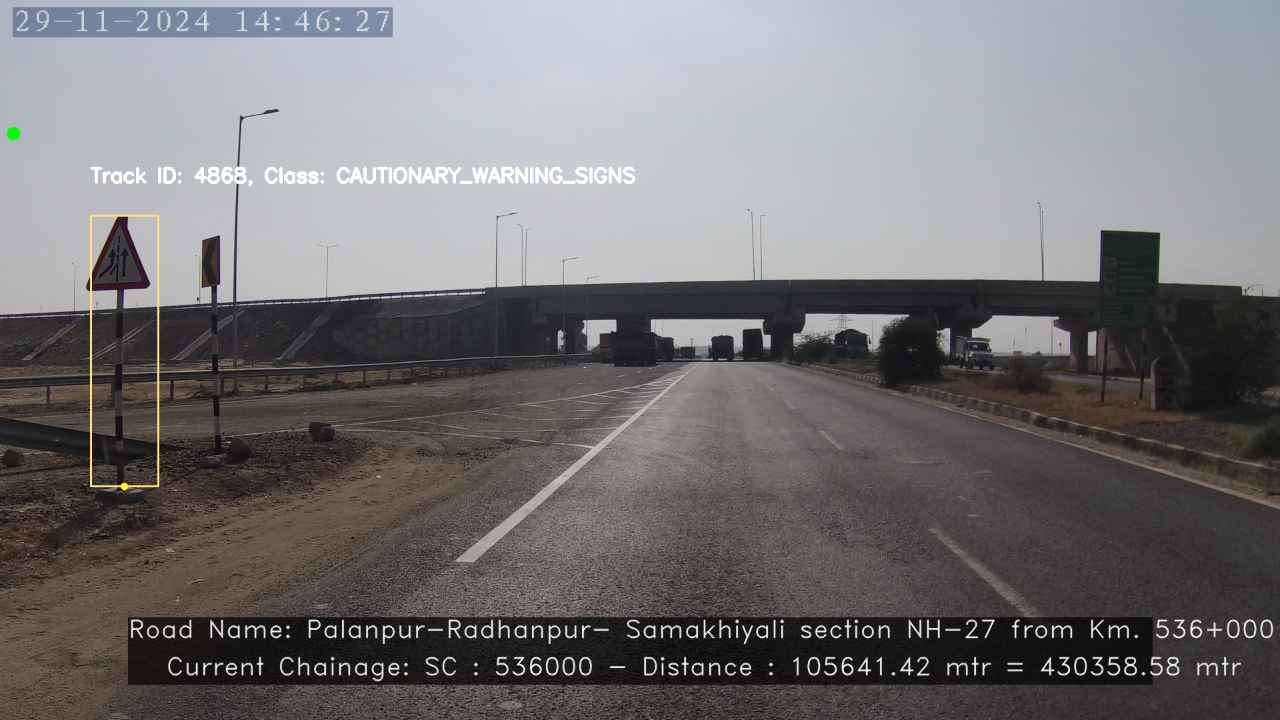 29-11-2024 14:46:27
Track ID: 4868, Class: CAUTIONARY_WARNING_SIGNS
Road Name: Palanpur-Radhanpur- Samakhiyali section NH-27 from Km. 536+000
Current Chainage: SC : 536000 - Distance : 105641.42 mtr = 430358.58 mtr